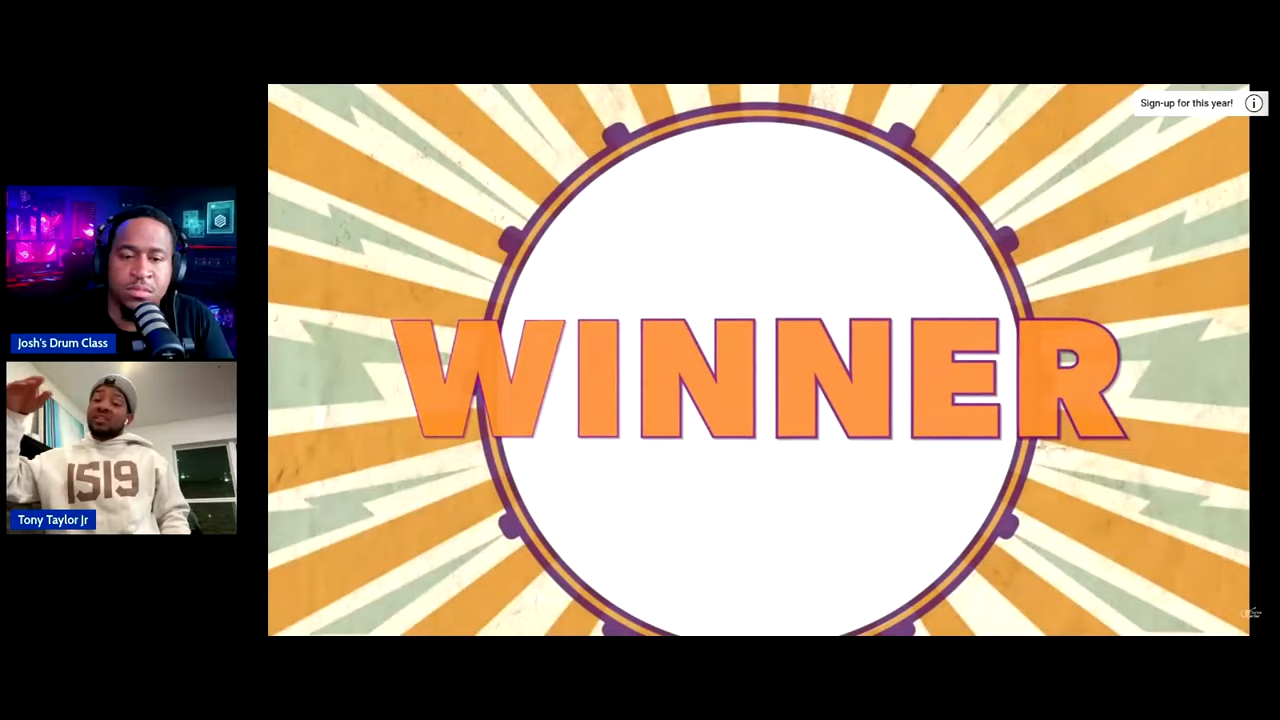 Sign-up for this year!
WINNER
Josh's Drum Class
1519
Tony Taylor Jr